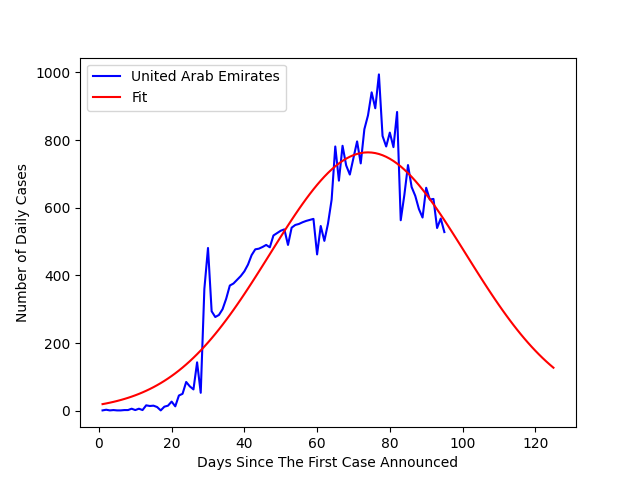 United Arab Emirates
Fit
1000
800
600
400
200
0
Number of Daily Cases
0 20 40 60 80 100 120
Days Since The First Case Announced